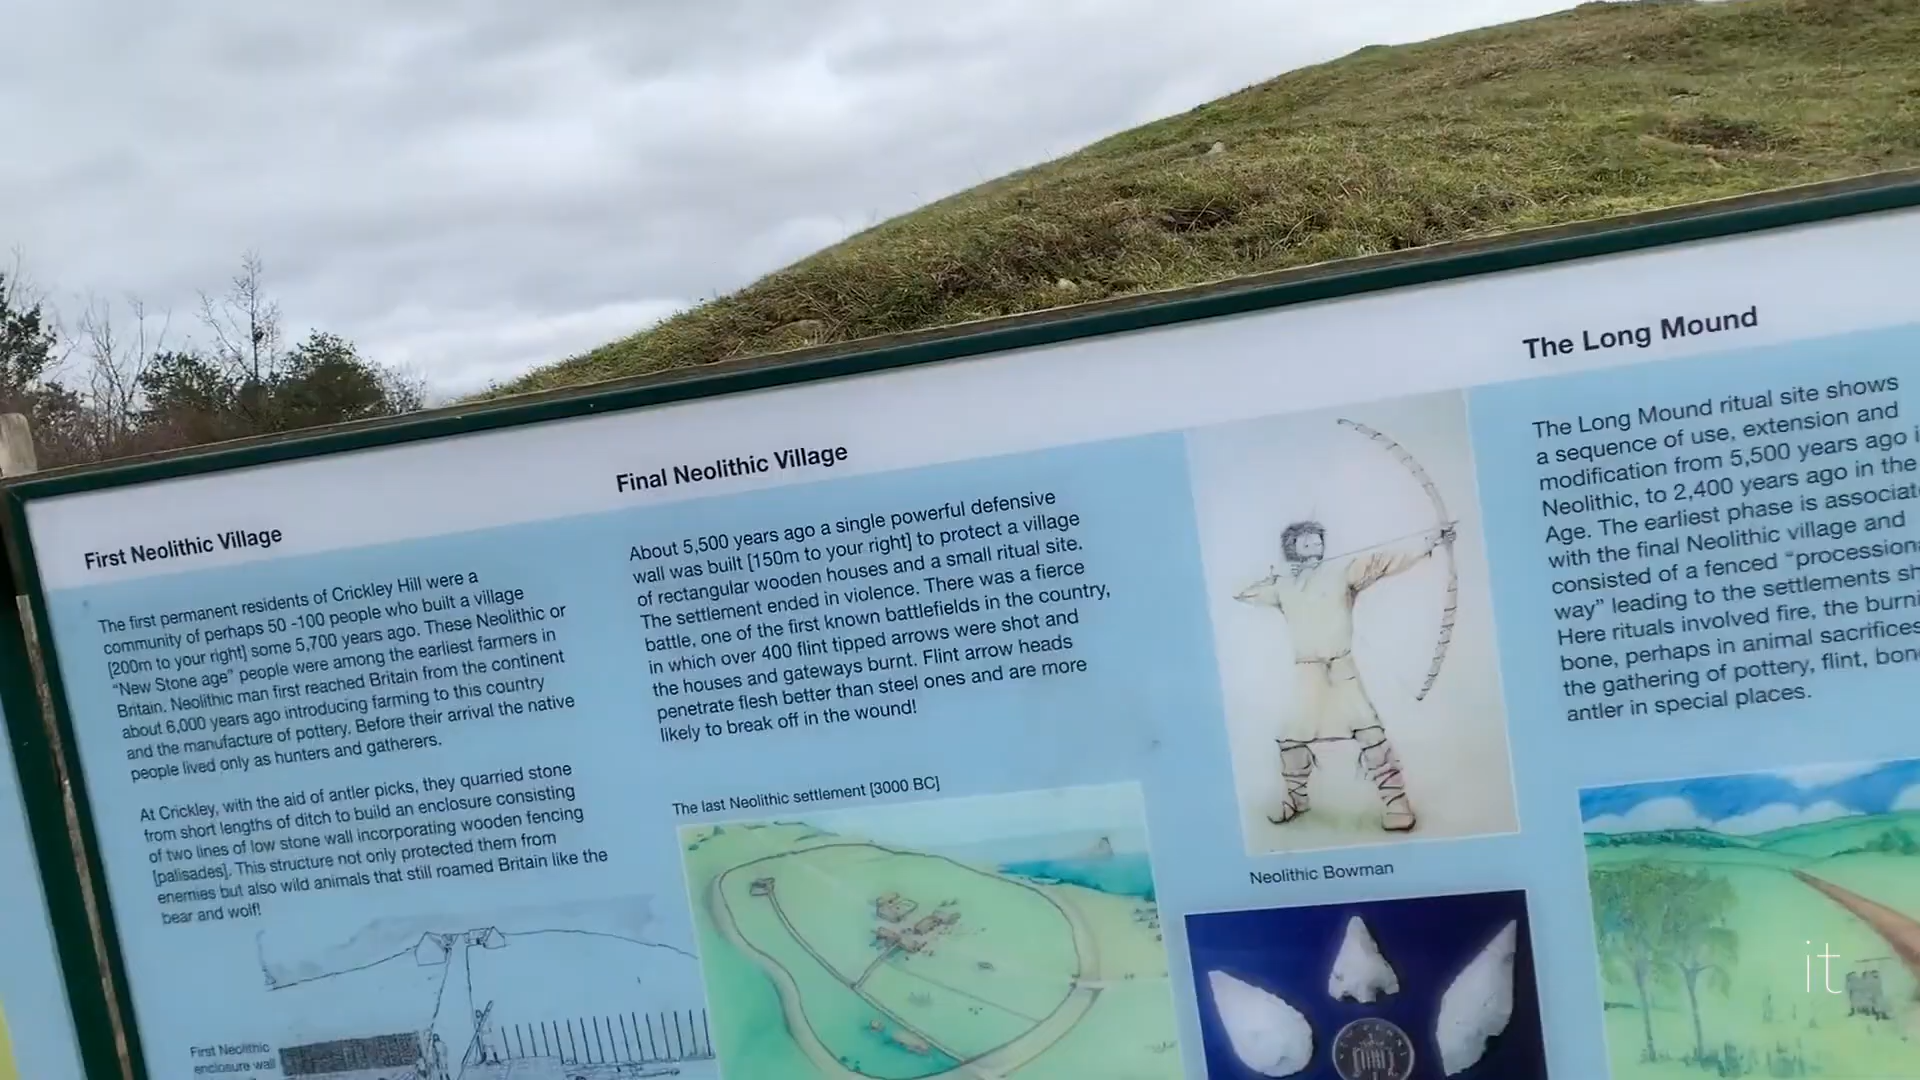 First Neolithic Village
The first permanent residents of Crickley Hill were a
community of perhaps 50 -100 people who built a village
[200m to your right] some 5,700 years ago. These Neolithic or
"New Stone age" people were among the earliest farmers in
Britain. Neolithic man first reached Britain from the continent
about 6,000 years ago introducing farming to this country
and the manufacture of pottery. Before their arrival the native
people lived only as hunters and gatherers.
At Crickley, with the aid of antler picks, they quarried stone
from short lengths of ditch to build an enclosure consisting
of two lines of low stone wall incorporating wooden fencing
[palisades]. This structure not only protected them from
enemies but also wild animals that still roamed Britain like the
bear and wolf!
First Neolithic
enclosure wall
Final Neolithic Village
About 5,500 years ago a single powerful defensive
wall was built [150m to your right] to protect a village
of rectangular wooden houses and a small ritual site.
The settlement ended in violence. There was a fierce
battle, one of the first known battlefields in the country,
in which over 400 flint tipped arrows were shot and
the houses and gateways burnt. Flint arrow heads
penetrate flesh better than steel ones and are more
likely to break off in the wound!
The last Neolithic settlement [3000 BC]
Neolithic Bowman
The Long Mound
The Long Mound ritual site shows
a sequence of use, extension and
modification from 5,500 years ago
Neolithic, to 2,400 years ago in the
Age. The earliest phase is
with the final Neolithic village and
consisted of a fenced
way" leading to the settlements
Here rituals involved fire, the
bone, perhaps in animal sacrifices
the gathering of pottery, flint,
antler in special places.
it